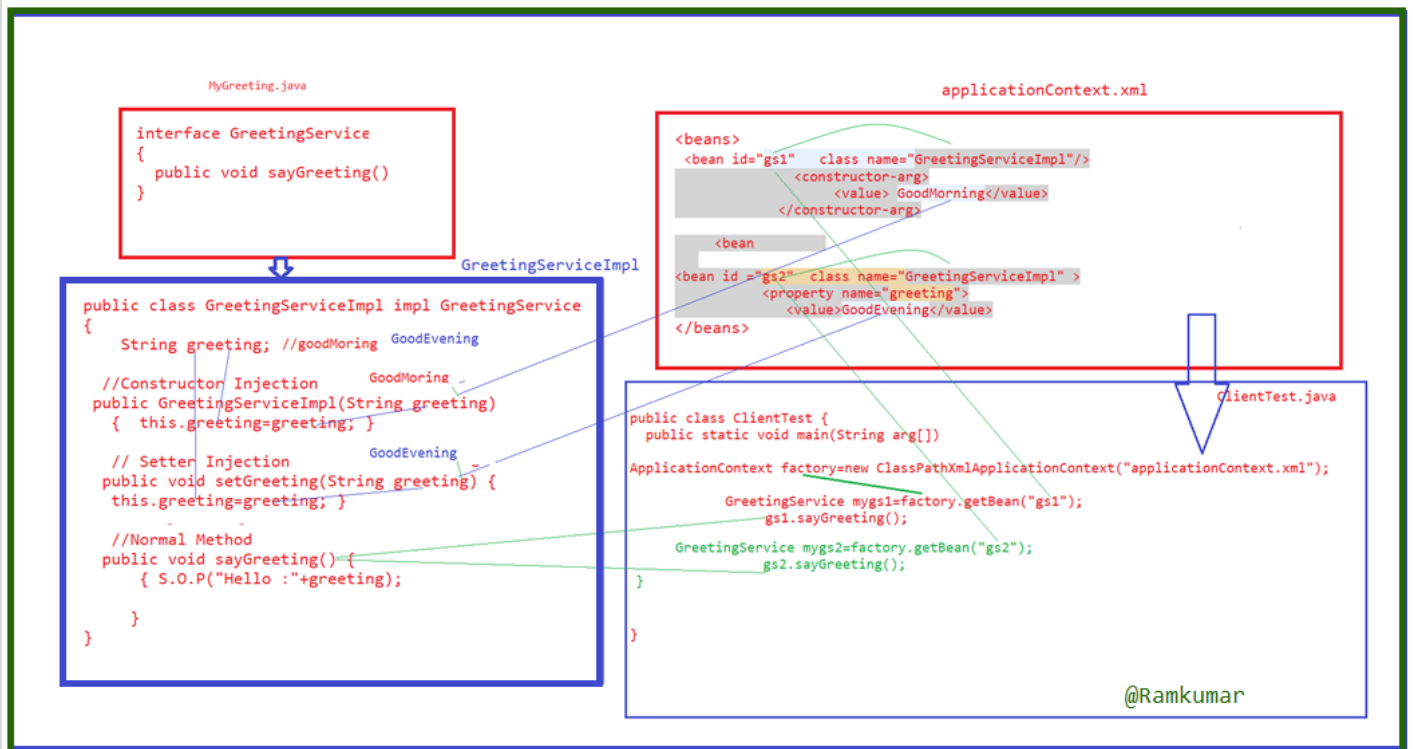 MyGreeting.java
interface GreetingService
{
public void sayGreeting()
}
GreetingServiceImpl
public class GreetingServiceImpl impl GreetingService
{
String greeting; //goodMoring GoodEvening
//Constructor Injection GoodMoring
public GreetingServiceImpl(String greeting)
{ this.greeting=greeting; }
GoodEvening
// Setter Injection
public void setGreeting(String greeting) {
this.greeting=greeting; }
//Normal Method
public void sayGreeting() {
{ S.O.P("Hello :"+greeting);
}
}
applicationContext.xml
<beans>
<bean id="gs1" class name="GreetingServiceImpl"/>
<constructor-arg>
<value> GoodMorning</value>
</constructor-arg>
<bean
<bean id ="gs2" class name="GreetingServiceImpl" >
<property name="greeting">
<value>GoodEvening</value>
</beans>
ClientTest.java
public class ClientTest {
public static void main(String arg[])
ApplicationContext factory=new ClassPathXmlApplicationContext("applicationContext.xml");
GreetingService mygs1=factory.getBean("gs1");
gs1.sayGreeting();
GreetingService mygs2=factory.getBean("gs2");
gs2.sayGreeting();
}
}
@Ramkumar